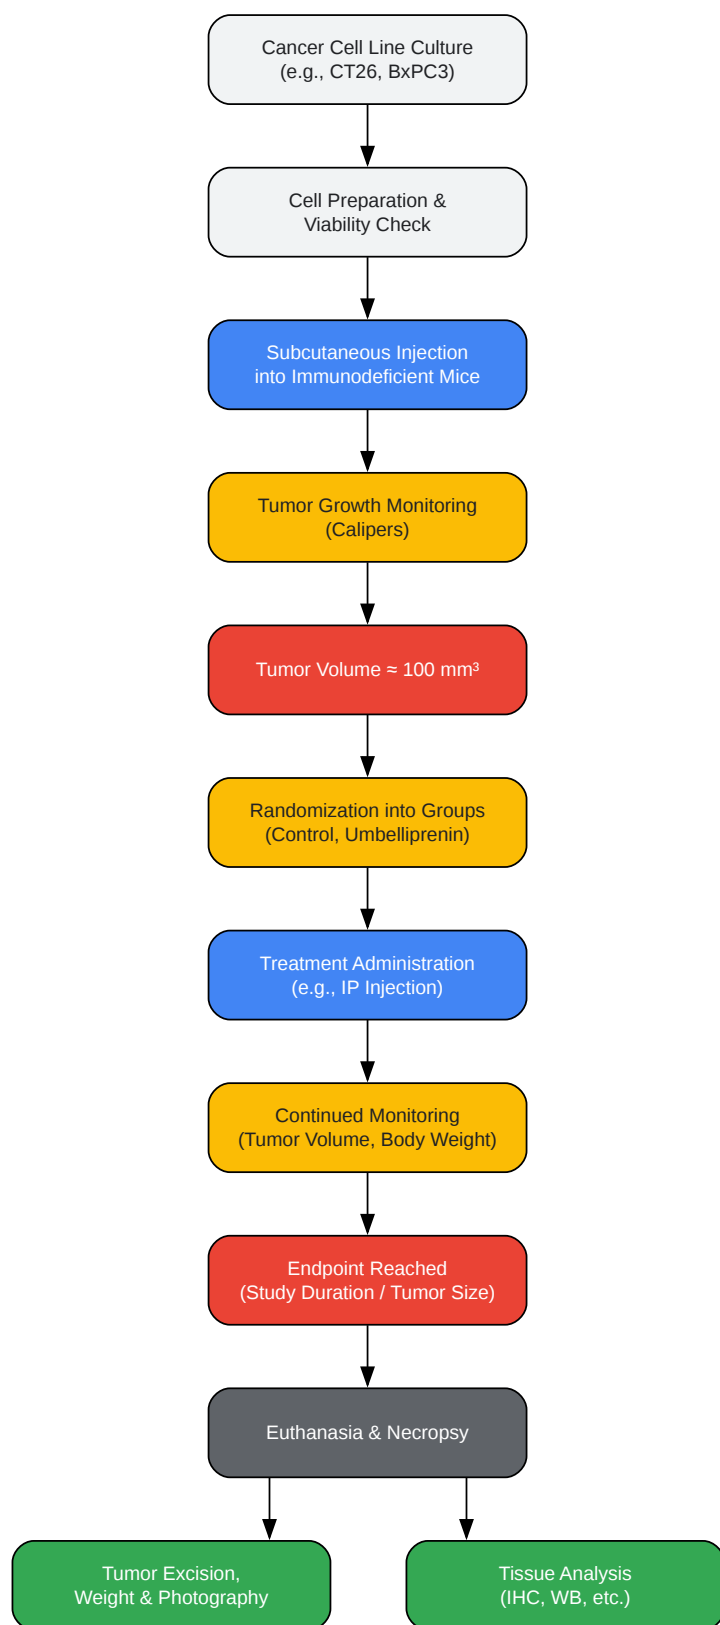 Cancer Cell Line Culture
(e.g., CT26, BxPC3)
Cell Preparation &
Viability Check
Subcutaneous Injection
into Immunodeficient Mice
Tumor Growth Monitoring
(Calipers)
Tumor Volume ≈ 100 mm³
Randomization into Groups
(Control, Umbelliprenin)
Treatment Administration
(e.g., IP Injection)
Continued Monitoring
(Tumor Volume, Body Weight)
Endpoint Reached
(Study Duration / Tumor Size)
Euthanasia & Necropsy
Tumor Excision,
Weight & Photography
Tissue Analysis
(IHC, WB, etc.)